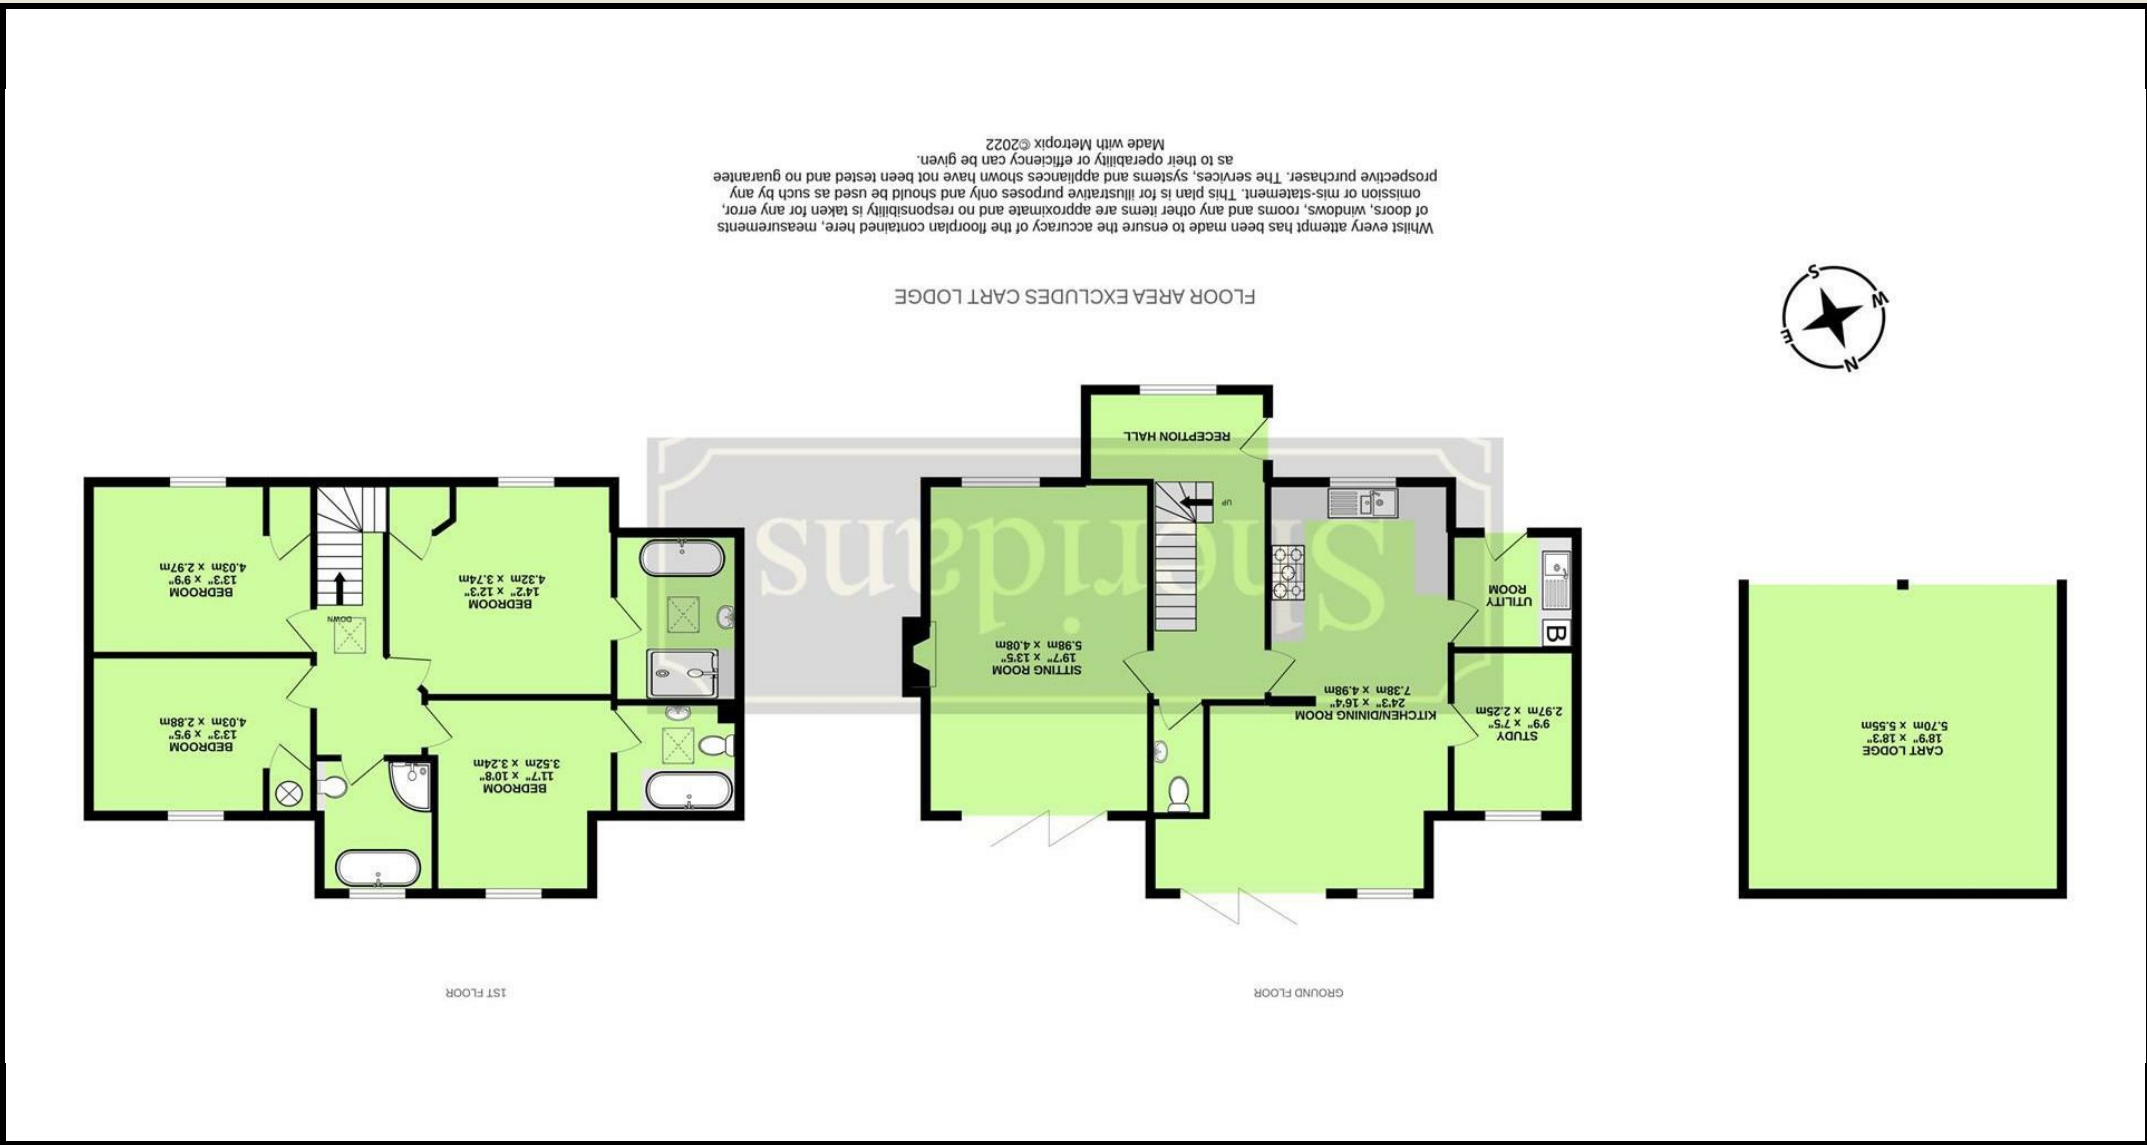 GROUND FLOOR
1ST FLOOR
CART LODGE
18'9" x 18'3"
5.70m x 5.55m
STUDY
9'9" x 7'5"
2.97m x 2.25m
KITCHEN/DINING ROOM
24'3" x 16'4"
7.38m x 4.98m
SITTING ROOM
19'7" x 13'5"
5.98m x 4.08m
UTILITY
ROOM
B
UP
RECEPTION HALL
BEDROOM
11'7" x 10'8"
3.52m x 3.24m
BEDROOM
13'3" x 9'5"
4.03m x 2.88m
BEDROOM
14'2" x 12'3"
4.32m x 3.74m
BEDROOM
13'3" x 9'9"
4.03m x 2.97m
DOWN
Sheridans
N
E
W
S
FLOOR AREA EXCLUDES CART LODGE
Whilst every attempt has been made to ensure the accuracy of the floorplan contained here, measurements
of doors, windows, rooms and any other items are approximate and no responsibility is taken for any error,
omission or mis-statement. This plan is for illustrative purposes only and should be used as such by any
prospective purchaser. The services, systems and appliances shown have not been tested and no guarantee
as to their operability or efficiency can be given.
Made with Metropix ©2022